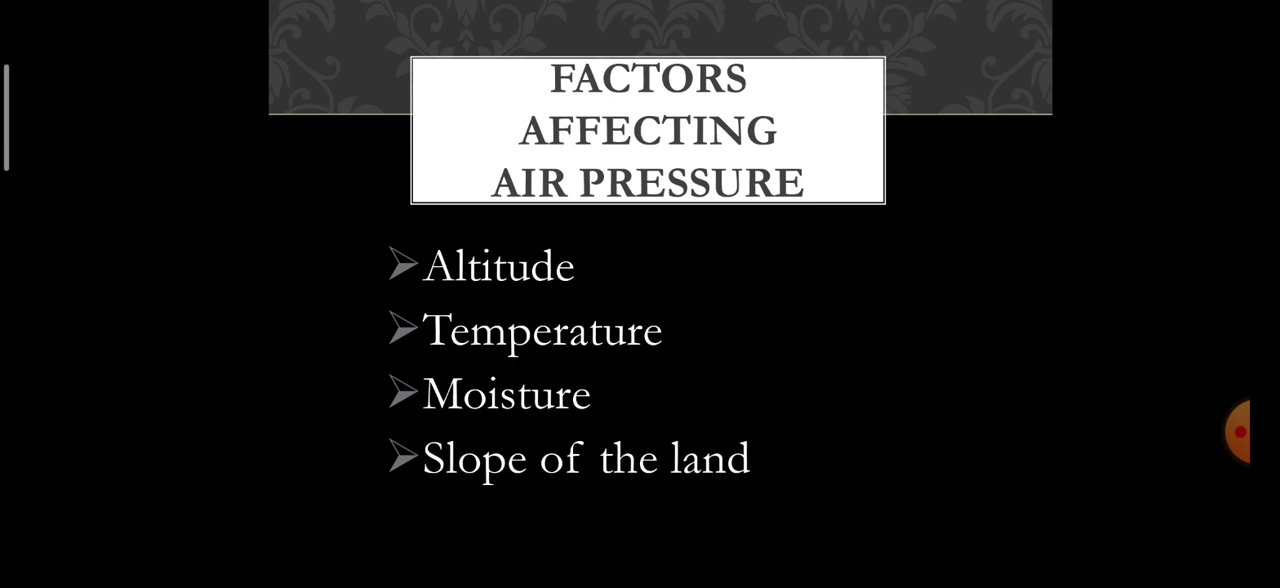 FACTORS
AFFECTING
AIR PRESSURE
Altitude
Temperature
Moisture
Slope of the land